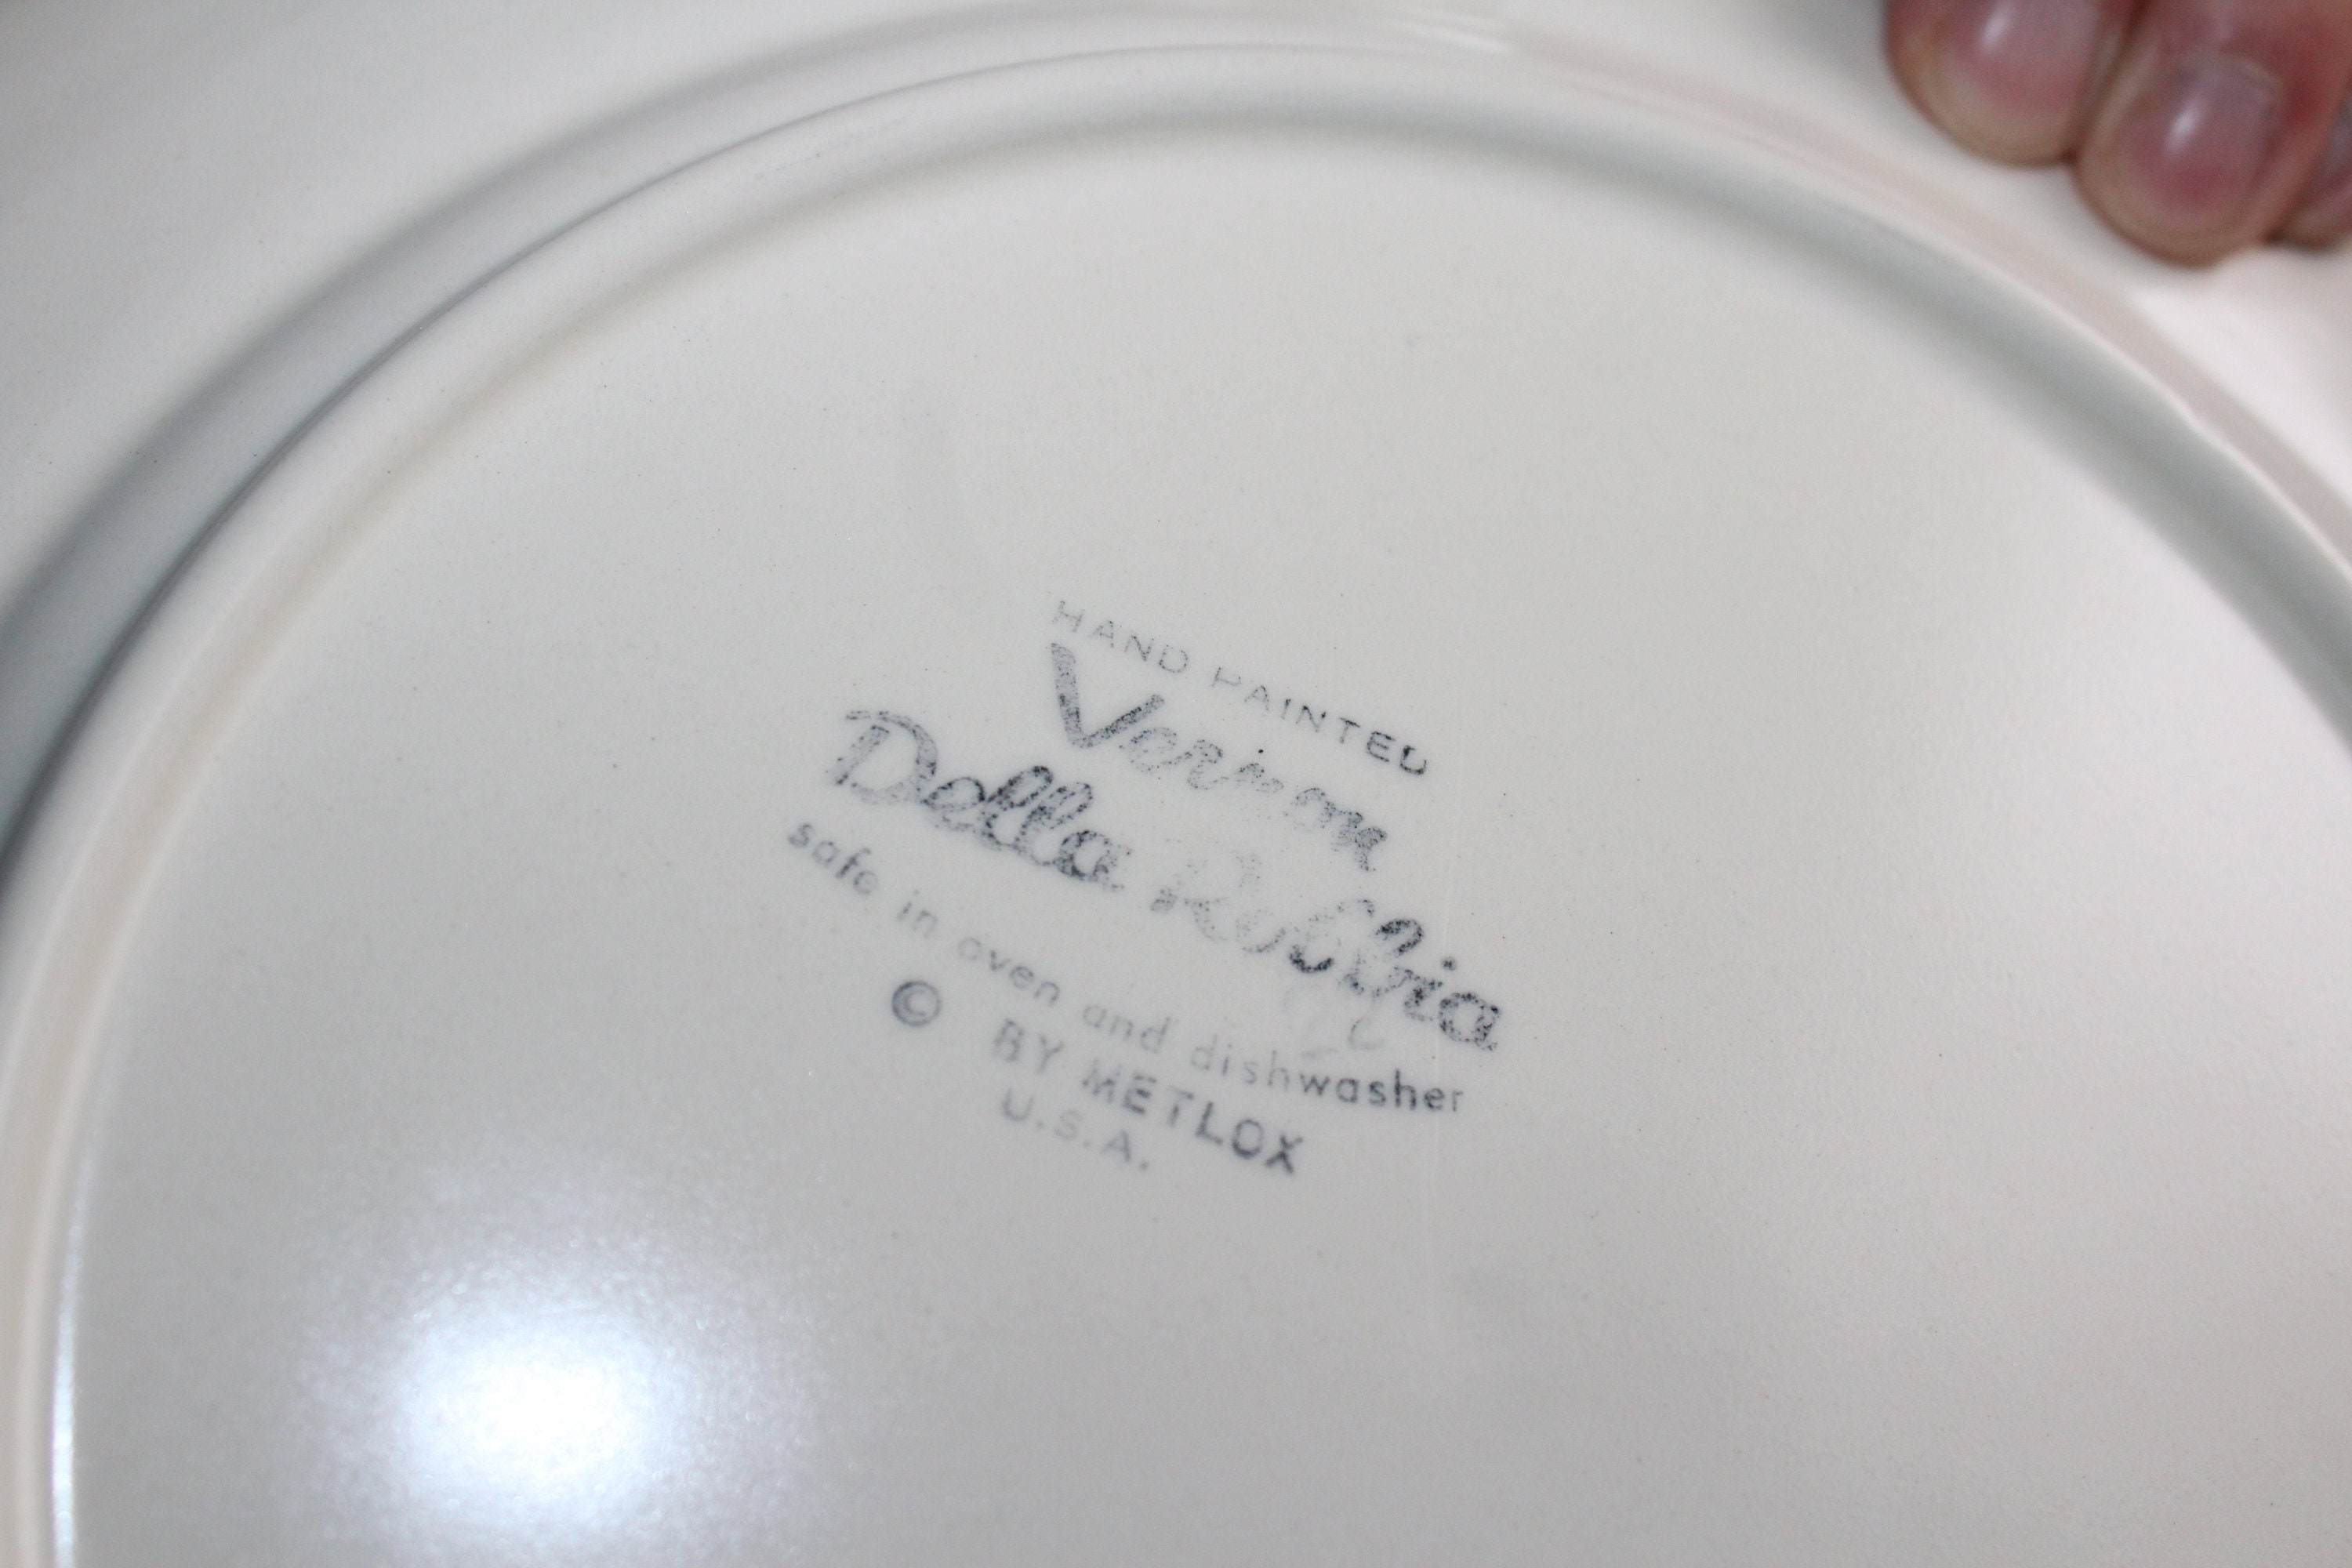 HAND PAINTED
Vernon
Della Robbia
safe in oven and dishwasher
© BY METLOX
U.S.A.